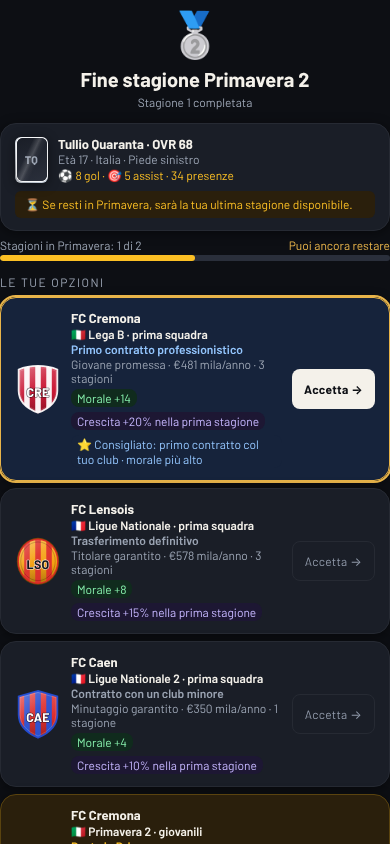 2
Fine stagione Primavera 2
Stagione 1 completata
TO
Tullio Quaranta · OVR 68
Età 17 · Italia · Piede sinistro
⚽ 8 gol · 🎯 5 assist · 34 presenze
⏳ Se resti in Primavera, sarà la tua ultima stagione disponibile.
Stagioni in Primavera: 1 di 2
Puoi ancora restare
LE TUE OPZIONI
CRE
FC Cremona
🇮🇹 Lega B · prima squadra
Primo contratto professionistico
Giovane promessa · €481 mila/anno · 3
stagioni
Morale +14
Crescita +20% nella prima stagione
⭐ Consigliato: primo contratto col
tuo club · morale più alto
Accetta →
LSO
FC Lensois
🇫🇷 Ligue Nationale · prima squadra
Trasferimento definitivo
Titolare garantito · €578 mila/anno · 3
stagioni
Morale +8
Crescita +15% nella prima stagione
Accetta →
CAE
FC Caen
🇫🇷 Ligue Nationale 2 · prima squadra
Contratto con un club minore
Minutaggio garantito · €350 mila/anno · 1
stagione
Morale +4
Crescita +10% nella prima stagione
Accetta →
FC Cremona
🇮🇹 Primavera 2 · giovanili